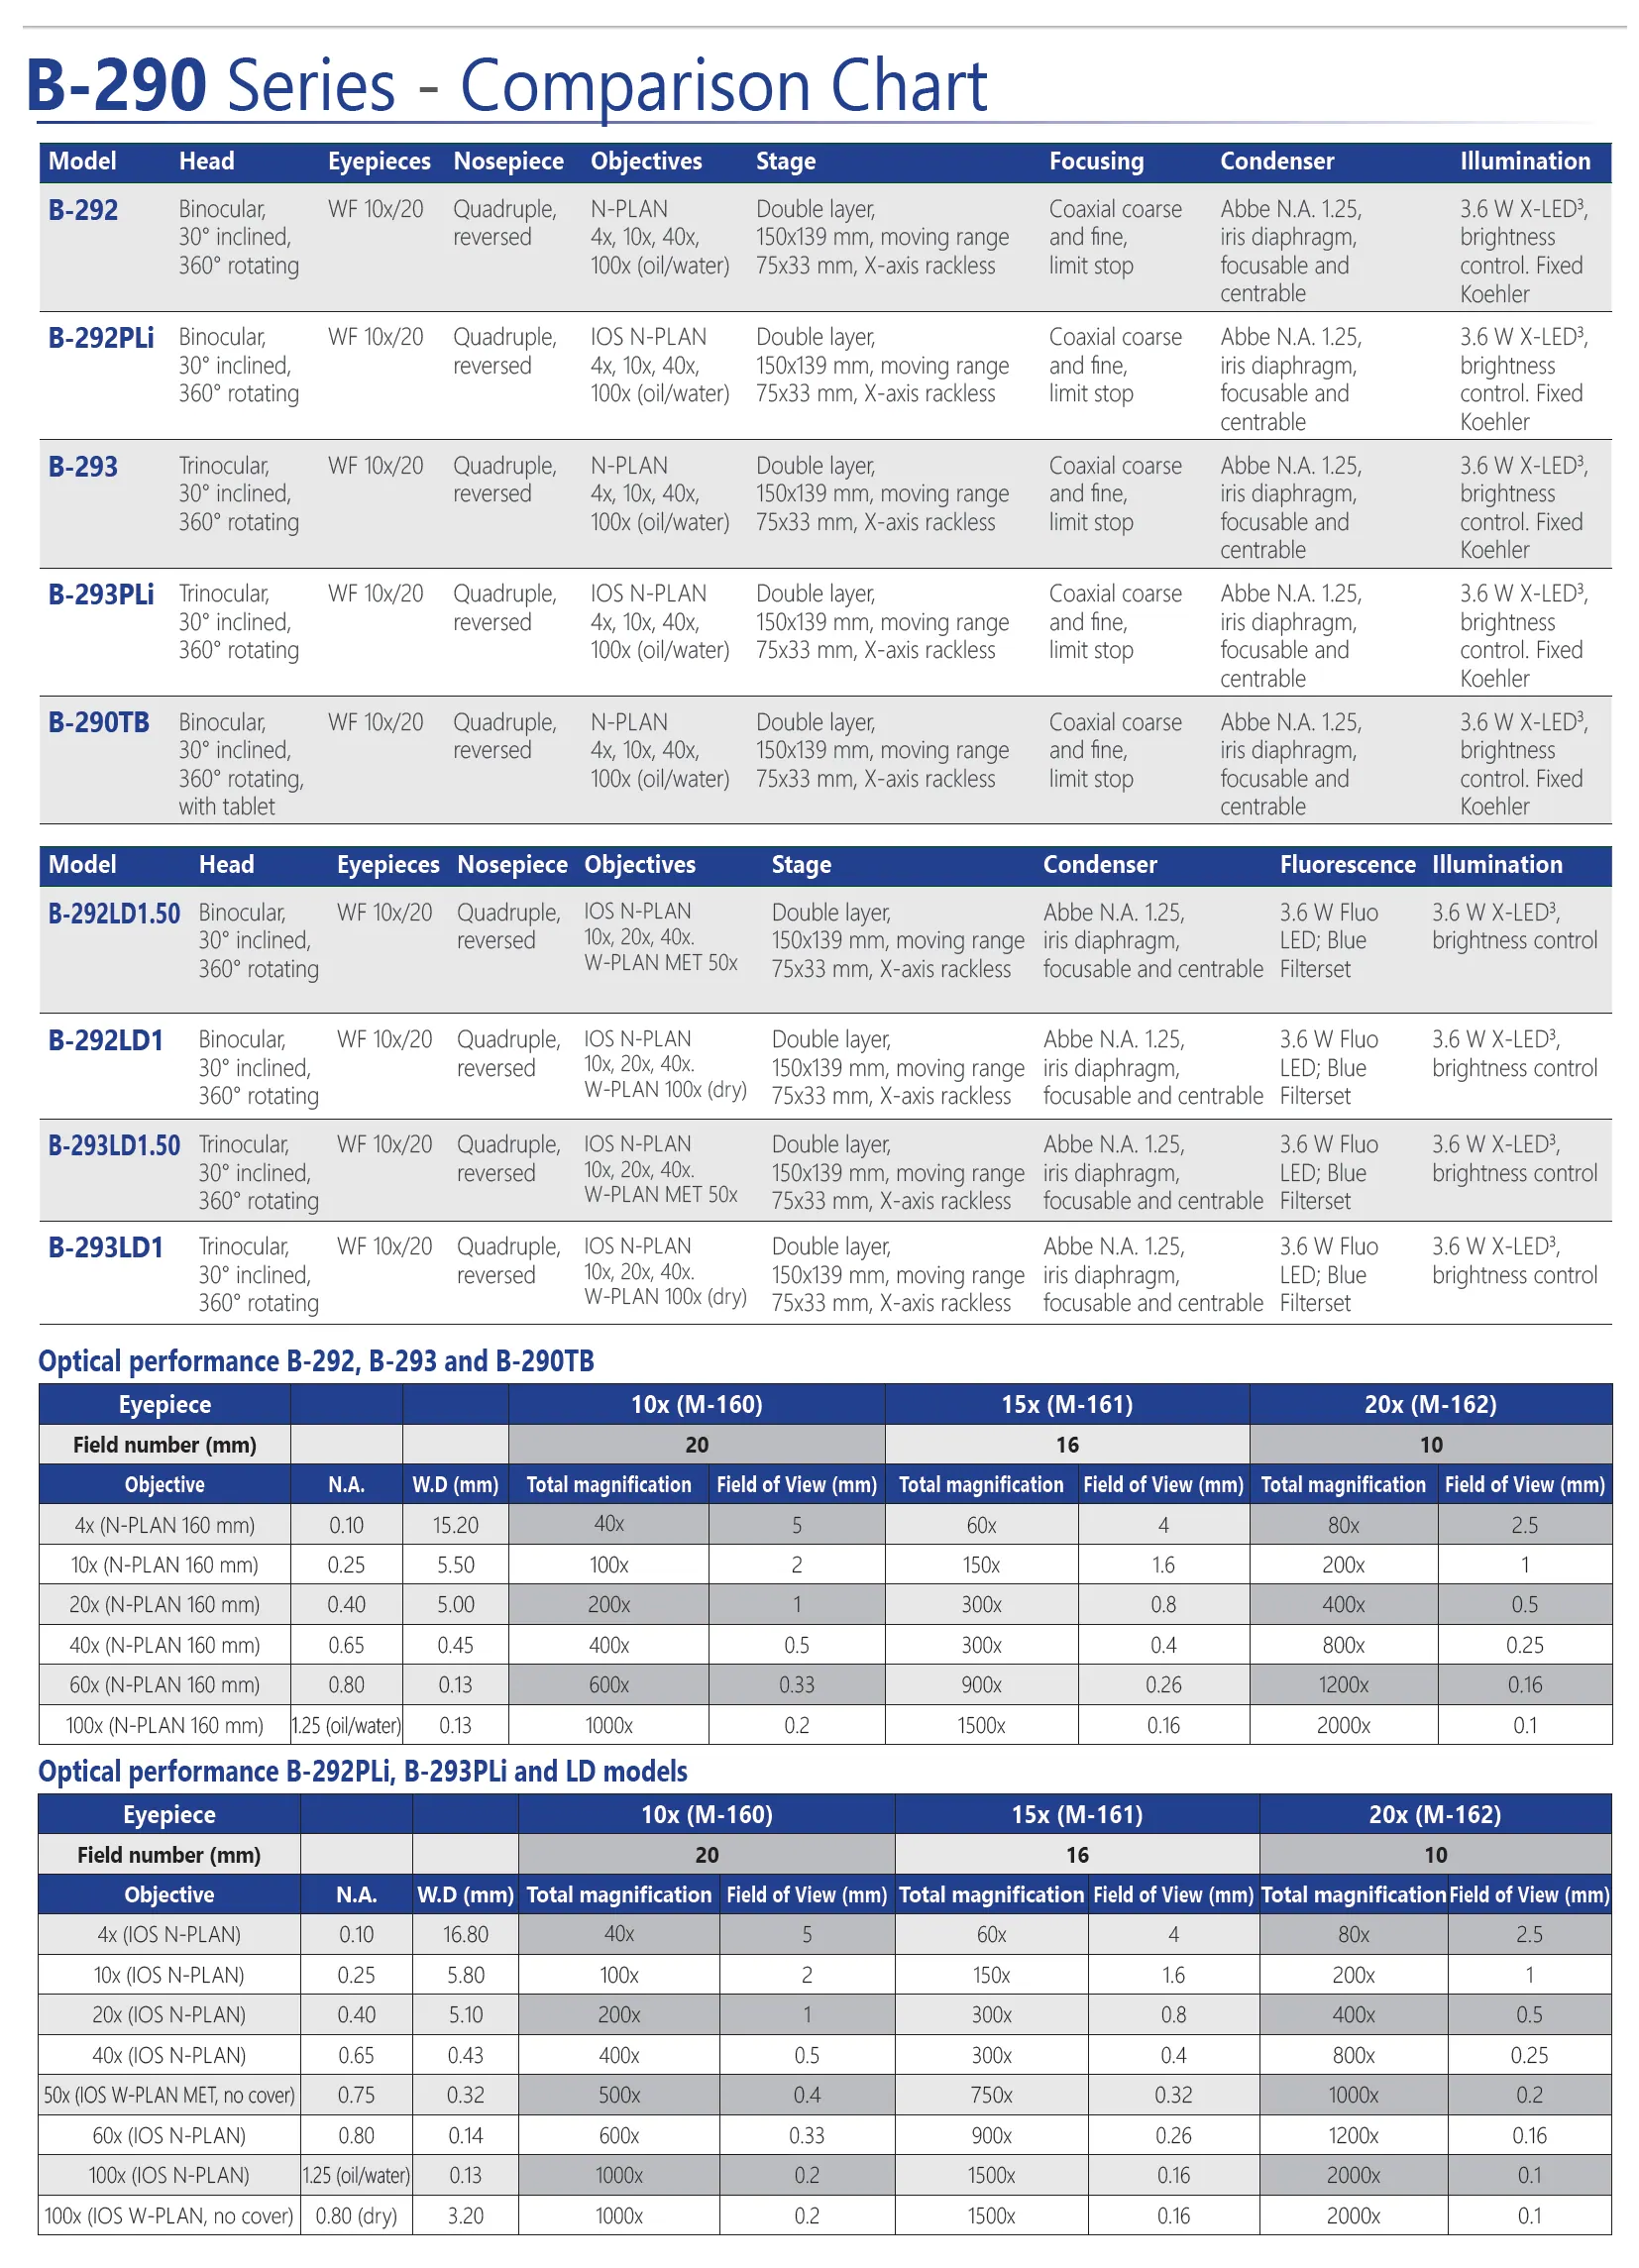 B-290 Series - Comparison Chart
Model Head Eyepieces Nosepiece Objectives Stage Focusing Condenser Illumination
B-292 Binocular, WF 10x/20 Quadruple, N-PLAN Double layer, Coaxial coarse Abbe N.A. 1.25, 3.6 W X-LED³,
30° inclined, reversed 4x, 10x, 40x, 150x139 mm, moving range and fine, iris diaphragm, brightness
360° rotating 100x (oil/water) 75x33 mm, X-axis rackless limit stop focusable and control. Fixed
centrable Koehler
B-292PLi Binocular, WF 10x/20 Quadruple, IOS N-PLAN Double layer, Coaxial coarse Abbe N.A. 1.25, 3.6 W X-LED³,
30° inclined, reversed 4x, 10x, 40x, 150x139 mm, moving range and fine, iris diaphragm, brightness
360° rotating 100x (oil/water) 75x33 mm, X-axis rackless limit stop focusable and control. Fixed
centrable Koehler
B-293 Trinocular, WF 10x/20 Quadruple, N-PLAN Double layer, Coaxial coarse Abbe N.A. 1.25, 3.6 W X-LED³,
30° inclined, reversed 4x, 10x, 40x, 150x139 mm, moving range and fine, iris diaphragm, brightness
360° rotating 100x (oil/water) 75x33 mm, X-axis rackless limit stop focusable and control. Fixed
centrable Koehler
B-293PLi Trinocular, WF 10x/20 Quadruple, IOS N-PLAN Double layer, Coaxial coarse Abbe N.A. 1.25, 3.6 W X-LED³,
30° inclined, reversed 4x, 10x, 40x, 150x139 mm, moving range and fine, iris diaphragm, brightness
360° rotating 100x (oil/water) 75x33 mm, X-axis rackless limit stop focusable and control. Fixed
centrable Koehler
B-290TB Binocular, WF 10x/20 Quadruple, N-PLAN Double layer, Coaxial coarse Abbe N.A. 1.25, 3.6 W X-LED³,
30° inclined, reversed 4x, 10x, 40x, 150x139 mm, moving range and fine, iris diaphragm, brightness
360° rotating, 100x (oil/water) 75x33 mm, X-axis rackless limit stop focusable and control. Fixed
with tablet centrable Koehler
Model Head Eyepieces Nosepiece Objectives Stage Condenser Fluorescence Illumination
B-292LD1.50 Binocular, WF 10x/20 Quadruple, IOS N-PLAN Double layer, Abbe N.A. 1.25, 3.6 W Fluo 3.6 W X-LED³,
30° inclined, reversed 10x, 20x, 40x. 150x139 mm, moving range iris diaphragm, LED; Blue brightness control
360° rotating W-PLAN MET 50x 75x33 mm, X-axis rackless focusable and centrable Filterset
B-292LD1 Binocular, WF 10x/20 Quadruple, IOS N-PLAN Double layer, Abbe N.A. 1.25, 3.6 W Fluo 3.6 W X-LED³,
30° inclined, reversed 10x, 20x, 40x. 150x139 mm, moving range iris diaphragm, LED; Blue brightness control
360° rotating W-PLAN 100x (dry) 75x33 mm, X-axis rackless focusable and centrable Filterset
B-293LD1.50 Trinocular, WF 10x/20 Quadruple, IOS N-PLAN Double layer, Abbe N.A. 1.25, 3.6 W Fluo 3.6 W X-LED³,
30° inclined, reversed 10x, 20x, 40x. 150x139 mm, moving range iris diaphragm, LED; Blue brightness control
360° rotating W-PLAN MET 50x 75x33 mm, X-axis rackless focusable and centrable Filterset
B-293LD1 Trinocular, WF 10x/20 Quadruple, IOS N-PLAN Double layer, Abbe N.A. 1.25, 3.6 W Fluo 3.6 W X-LED³,
30° inclined, reversed 10x, 20x, 40x. 150x139 mm, moving range iris diaphragm, LED; Blue brightness control
360° rotating W-PLAN 100x (dry) 75x33 mm, X-axis rackless focusable and centrable Filterset
Optical performance B-292, B-293 and B-290TB
Eyepiece 10x (M-160) 15x (M-161) 20x (M-162)
Field number (mm) 20 16 10
Objective N.A. W.D (mm) Total magnification Field of View (mm) Total magnification Field of View (mm) Total magnification Field of View (mm)
4x (N-PLAN 160 mm) 0.10 15.20 40x 5 60x 4 80x 2.5
10x (N-PLAN 160 mm) 0.25 5.50 100x 2 150x 1.6 200x 1
20x (N-PLAN 160 mm) 0.40 5.00 200x 1 300x 0.8 400x 0.5
40x (N-PLAN 160 mm) 0.65 0.45 400x 0.5 300x 0.4 800x 0.25
60x (N-PLAN 160 mm) 0.80 0.13 600x 0.33 900x 0.26 1200x 0.16
100x (N-PLAN 160 mm) 1.25 (oil/water) 0.13 1000x 0.2 1500x 0.16 2000x 0.1
Optical performance B-292PLi, B-293PLi and LD models
Eyepiece 10x (M-160) 15x (M-161) 20x (M-162)
Field number (mm) 20 16 10
Objective N.A. W.D (mm) Total magnification Field of View (mm) Total magnification Field of View (mm) Total magnification Field of View (mm)
4x (IOS N-PLAN) 0.10 16.80 40x 5 60x 4 80x 2.5
10x (IOS N-PLAN) 0.25 5.80 100x 2 150x 1.6 200x 1
20x (IOS N-PLAN) 0.40 5.10 200x 1 300x 0.8 400x 0.5
40x (IOS N-PLAN) 0.65 0.43 400x 0.5 300x 0.4 800x 0.25
50x (IOS W-PLAN MET, no cover) 0.75 0.32 500x 0.4 750x 0.32 1000x 0.2
60x (IOS N-PLAN) 0.80 0.14 600x 0.33 900x 0.26 1200x 0.16
100x (IOS N-PLAN) 1.25 (oil/water) 0.13 1000x 0.2 1500x 0.16 2000x 0.1
100x (IOS W-PLAN, no cover) 0.80 (dry) 3.20 1000x 0.2 1500x 0.16 2000x 0.1